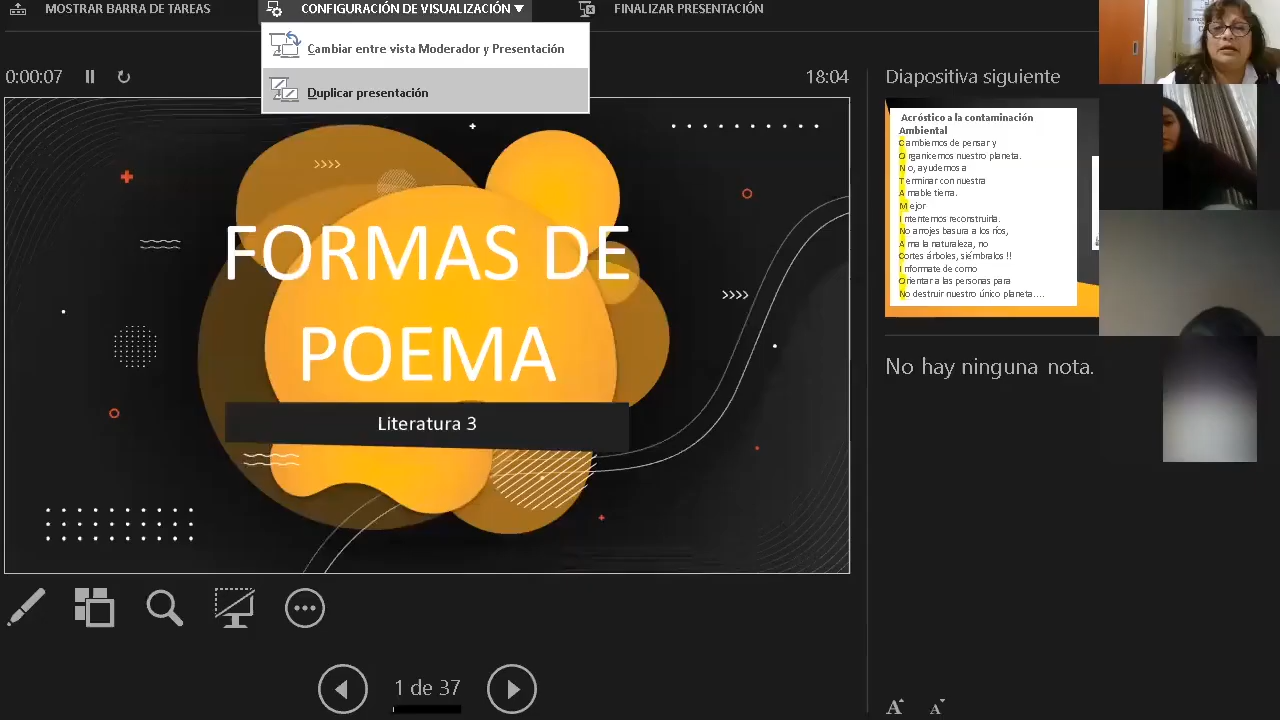 MOSTRAR BARRA DE TAREAS
CONFIGURACIÓN DE VISUALIZACIÓN
FINALIZAR PRESENTACIÓN
Cambiar entre vista Moderador y Presentación
Duplicar presentación
0:00:07
18:04
FORMAS DE
POEMA
Literatura 3
1 de 37
Diapositiva siguiente
Acróstico a la contaminación
Ambiental
Cambiemos de pensar y
Organicemos nuestro planeta.
No, ayudemos a
Terminar con nuestra
Amable tierra.
Mejor
Intentemos reconstruirla.
No arrojes basura a los ríos,
Ama la naturaleza, no
Cortes árboles, siémbralos !!
Informate de como
Orientar a las personas para
No destruir nuestro único planeta....
No hay ninguna nota.
A A